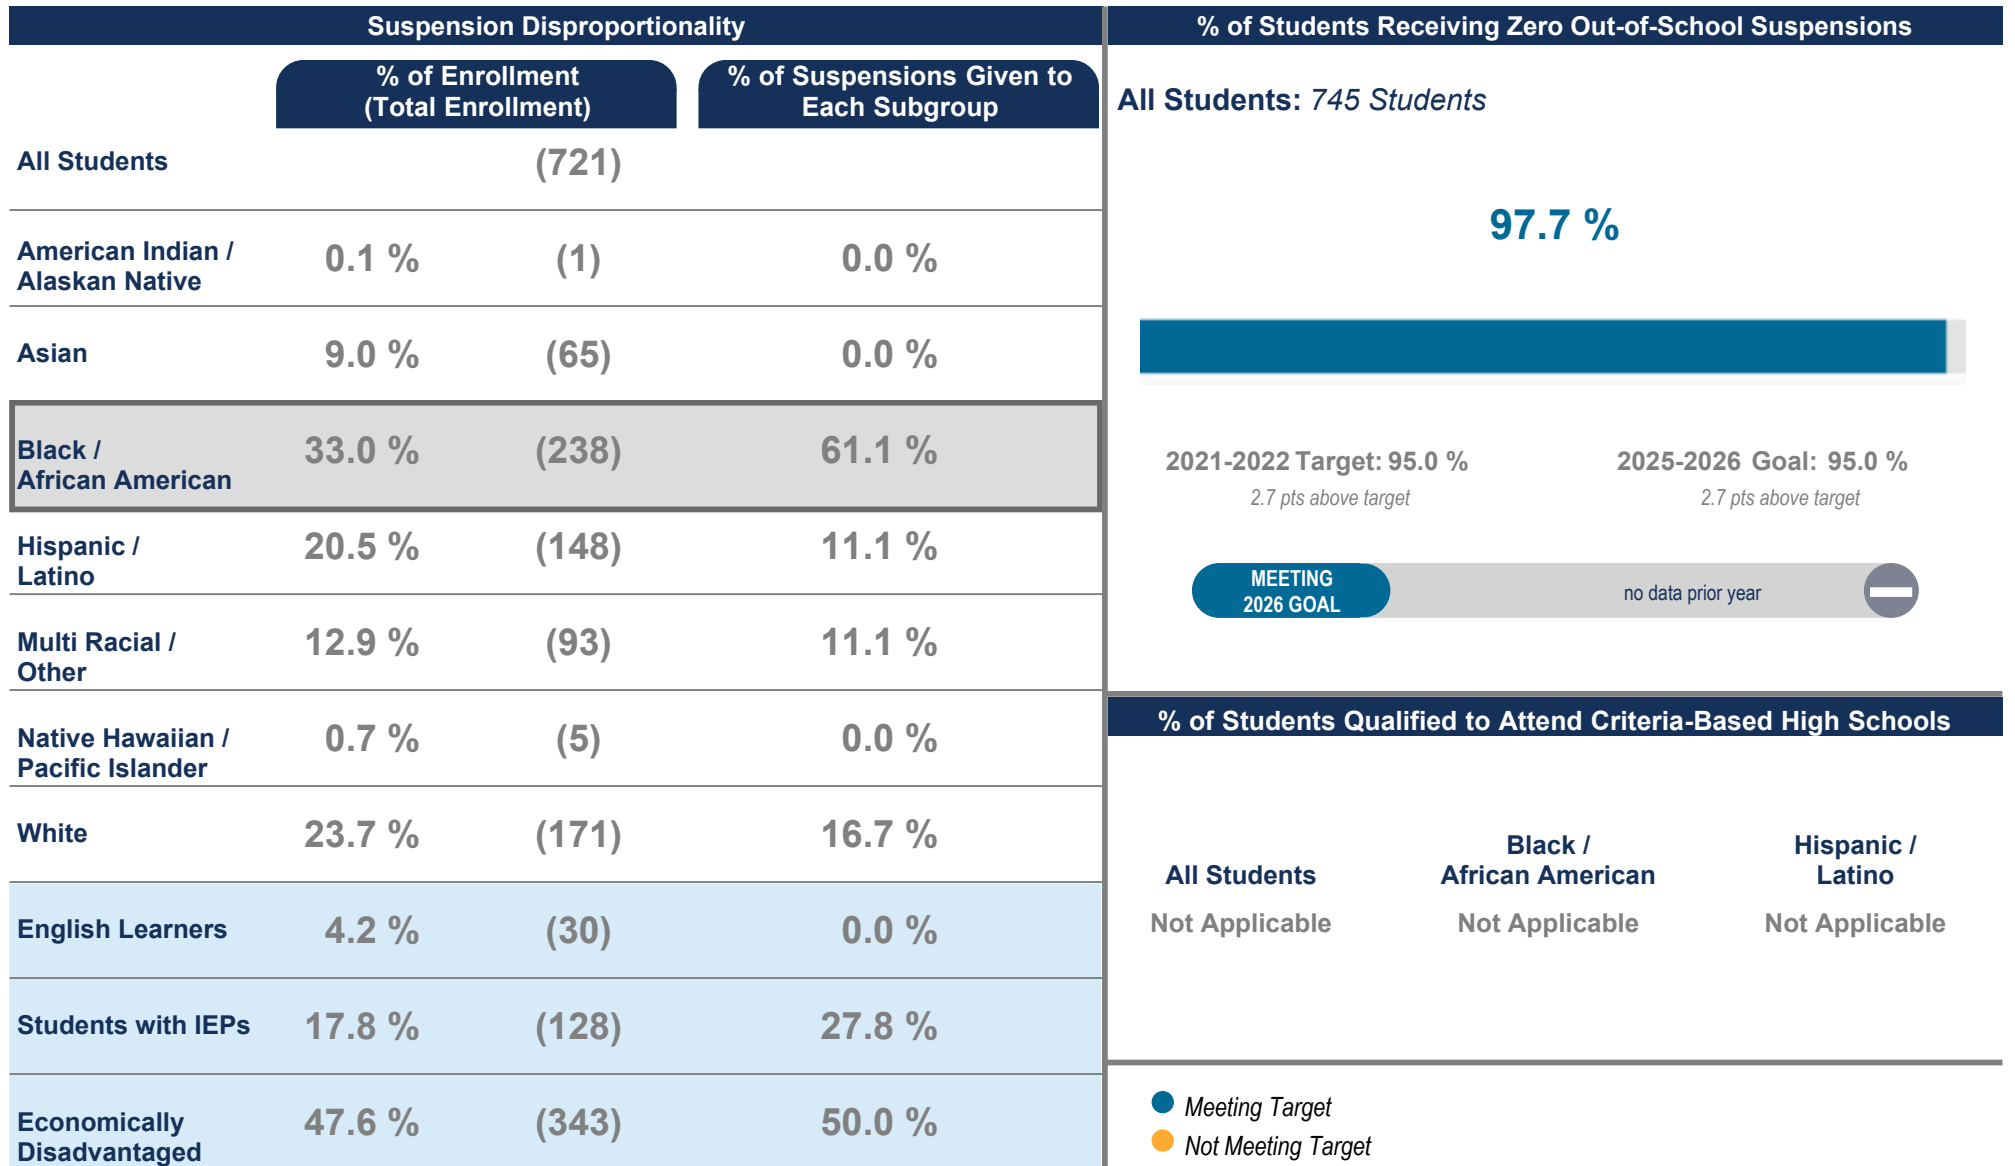 Suspension Disproportionality
% of Enrollment
(Total Enrollment)
% of Suspensions Given to
Each Subgroup
All Students
(721)
American Indian /
Alaskan Native
0.1 % (1) 0.0 %
Asian 9.0 % (65) 0.0 %
Black /
African American
33.0 % (238) 61.1 %
Hispanic /
Latino
20.5 % (148) 11.1 %
Multi Racial /
Other
12.9 % (93) 11.1 %
Native Hawaiian /
Pacific Islander
0.7 % (5) 0.0 %
White 23.7 % (171) 16.7 %
English Learners 4.2 % (30) 0.0 %
Students with IEPs 17.8 % (128) 27.8 %
Economically
Disadvantaged
47.6 % (343) 50.0 %
% of Students Receiving Zero Out-of-School Suspensions
All Students: 745 Students
97.7 %
2021-2022 Target: 95.0 %
2.7 pts above target
2025-2026 Goal: 95.0 %
2.7 pts above target
MEETING
2026 GOAL
no data prior year
% of Students Qualified to Attend Criteria-Based High Schools
All Students
Not Applicable
Black /
African American
Not Applicable
Hispanic /
Latino
Not Applicable
Meeting Target
Not Meeting Target